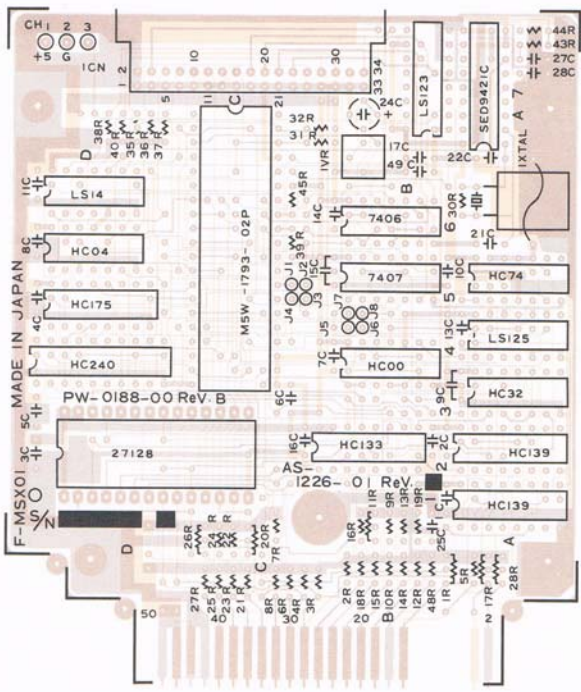 CH 1 2 3
+5 G
1CN
10 20 30
1 2 5 11 21 33 34
C
24C
+
LS123
SED9421C
44R
43R
27C
28C
A 7
1XTAL
38R
40R
35R
36R
37R
D
32R
31R
1VR
17C
49C
B
22C
11C
LS14
45R
14C
7406
6
30R
21C
8C
HC04
M5W-1793-02P
39R
J1
J2
J3
J4
15C
7407
5
10C
HC74
J7
J8
J5
J6
4C
HC175
13C
LS125
4
HC240
7C
HC00
9C
HC32
3
MADE IN JAPAN
PW-0188-00 REV. B
6C
5C
3C
27128
16C
HC133
2C
HC139
2
AS-
1226-01 REV.
1
1C
HC139
F-MSX01
S/N
D
26R
24
22
R
20R
7R
C
16R
11R
9R
13R
19R
25C
A
27R
25R
23R
21R
8R
6R
4R
3R
2R
18R
15R
10R
14R
12R
48R
1R
5R
17R
28R
50 40 30 20 B 2